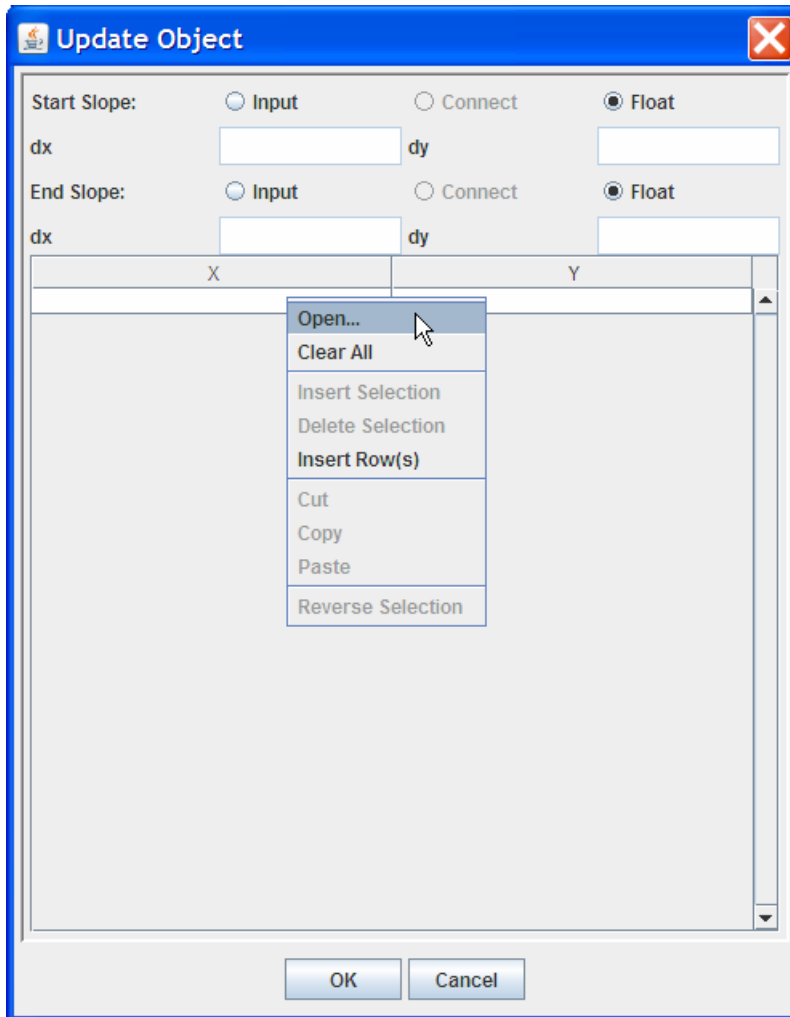 Update Object
Start Slope: Input Connect Float
dx dy
End Slope: Input Connect Float
dx dy
X Y
Open...
Clear All
Insert Selection
Delete Selection
Insert Row(s)
Cut
Copy
Paste
Reverse Selection
OK Cancel